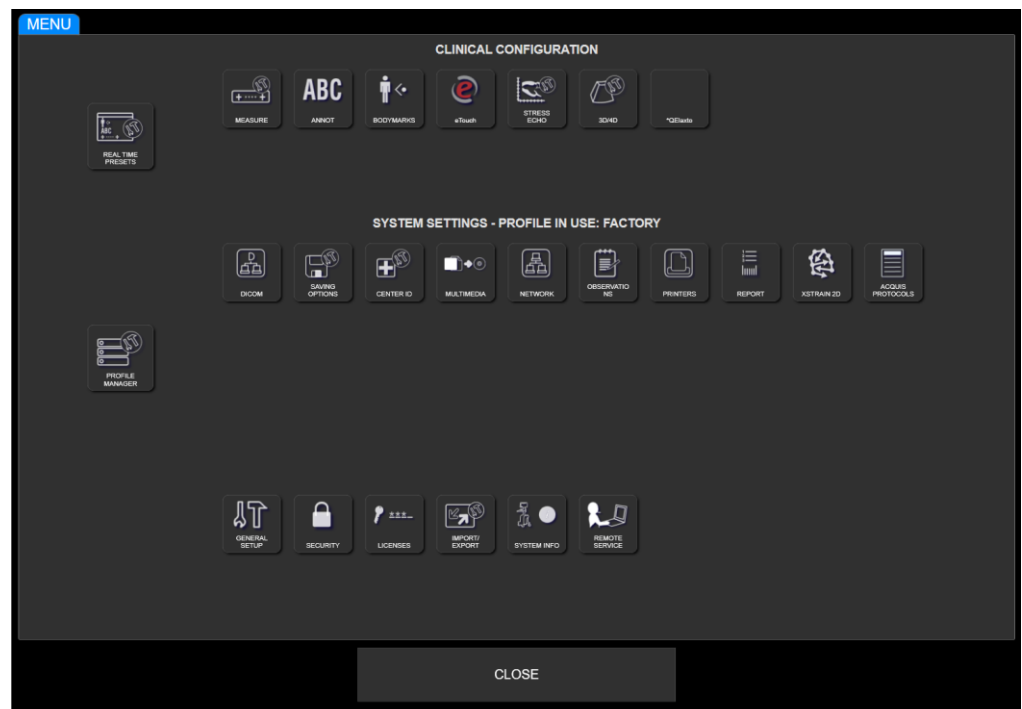 MENU
CLINICAL CONFIGURATION
ABC
MEASURE
ANNOT
BODYMARKS
eTouch
STRESS
ECHO
3D/4D
*QElaxto
ABC
REAL TIME
PRESETS
SYSTEM SETTINGS - PROFILE IN USE: FACTORY
D
DICOM
SAVING
OPTIONS
CENTER ID
MULTIMEDIA
NETWORK
OBSERVATIO
NS
PRINTERS
REPORT
XSTRAIN 2D
ACQUIS
PROTOCOLS
PROFILE
MANAGER
GENERAL
SETUP
SECURITY
LICENSES
IMPORT/
EXPORT
SYSTEM INFO
REMOTE
SERVICE
CLOSE